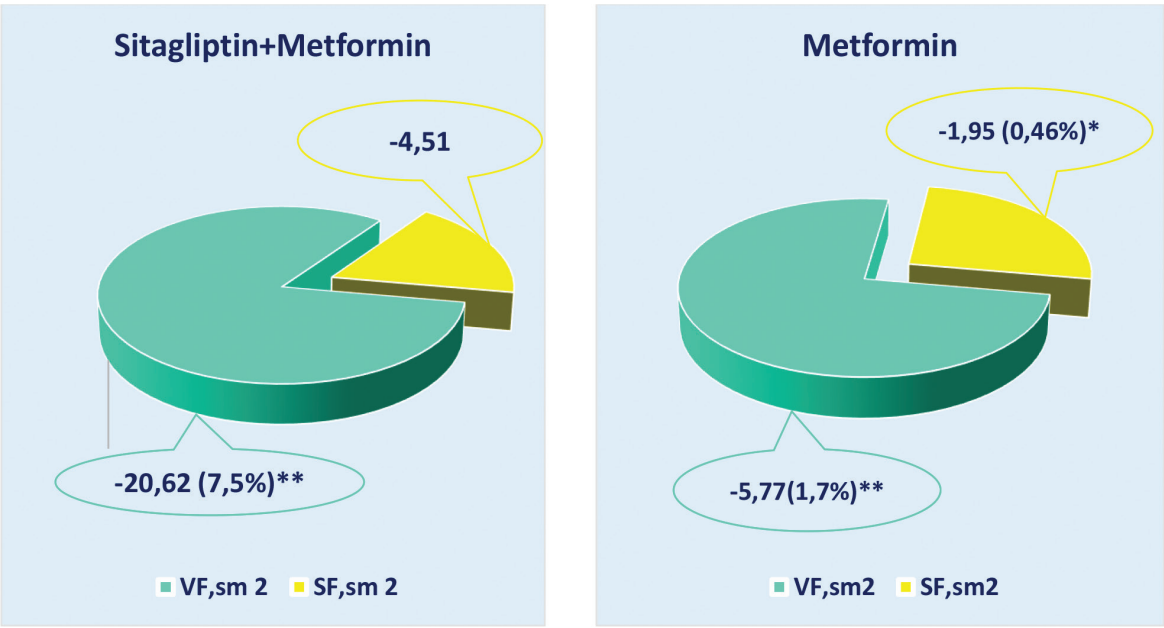 Sitagliptin+Metformin
-4,51
-20,62 (7,5%)**
VF,sm 2 SF,sm 2
Metformin
-1,95 (0,46%)*
-5,77(1,7%)**
VF,sm2 SF,sm2